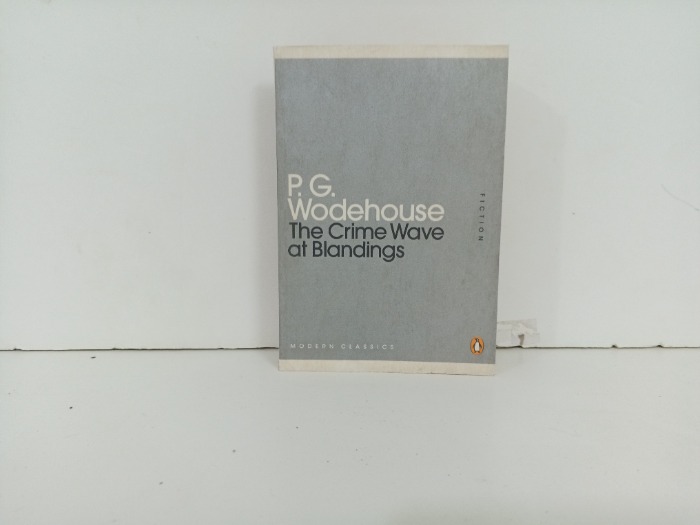 P. G.
Wodehouse
The Crime Wave
at Blandings
FICTION
MODERN CLASSICS